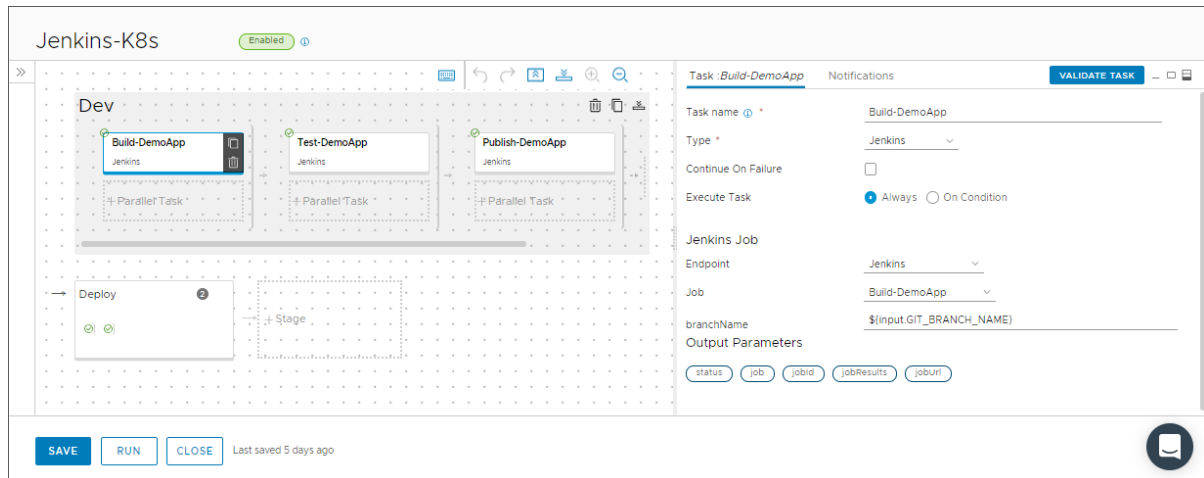 Jenkins-K8s
Enabled
Dev
Build-DemoApp
Jenkins
+ Parallel Task
Test-DemoApp
Jenkins
+ Parallel Task
Publish-DemoApp
Jenkins
+ Parallel Task
Deploy
2
+ Stage
Task :Build-DemoApp
Notifications
VALIDATE TASK
Task name *
Build-DemoApp
Type *
Jenkins
Continue On Failure
Execute Task
Always
On Condition
Jenkins Job
Endpoint
Jenkins
Job
Build-DemoApp
branchName
${input.GIT_BRANCH_NAME}
Output Parameters
status
job
jobId
jobResults
jobUrl
SAVE
RUN
CLOSE
Last saved 5 days ago